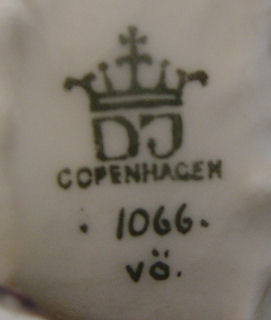 DJ
COPENHAGEN
· 1066.
vö.